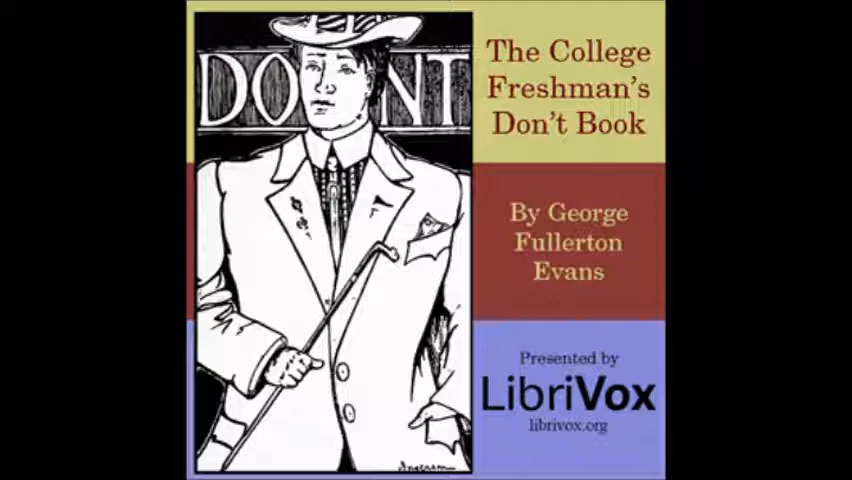 DON'T
The College
Freshman's
Don't Book
By George
Fullerton
Evans
Presented by
LibriVox
librivox.org